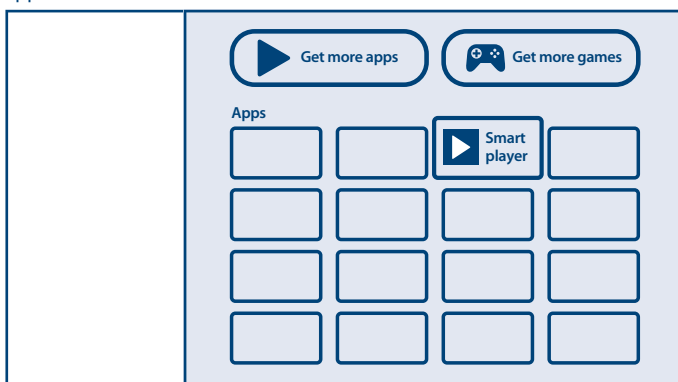 Get more apps
Get more games
Apps
Smart
player